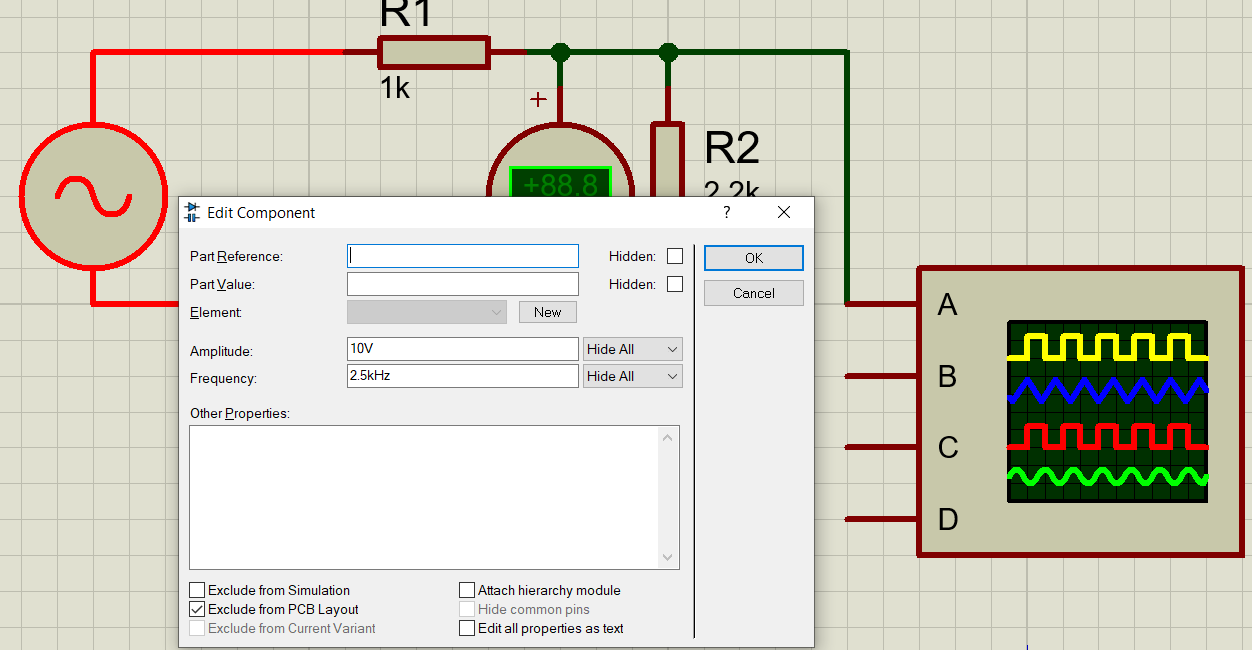 R1
1k
+
+88.8
R2
2.2k
Edit Component
?
Part Reference:
Hidden:
OK
Part Value:
Hidden:
Cancel
Element:
New
Amplitude:
10V
Hide All
Frequency:
2.5kHz
Hide All
Other Properties:
Exclude from Simulation
Attach hierarchy module
Exclude from PCB Layout
Hide common pins
Exclude from Current Variant
Edit all properties as text
A
B
C
D